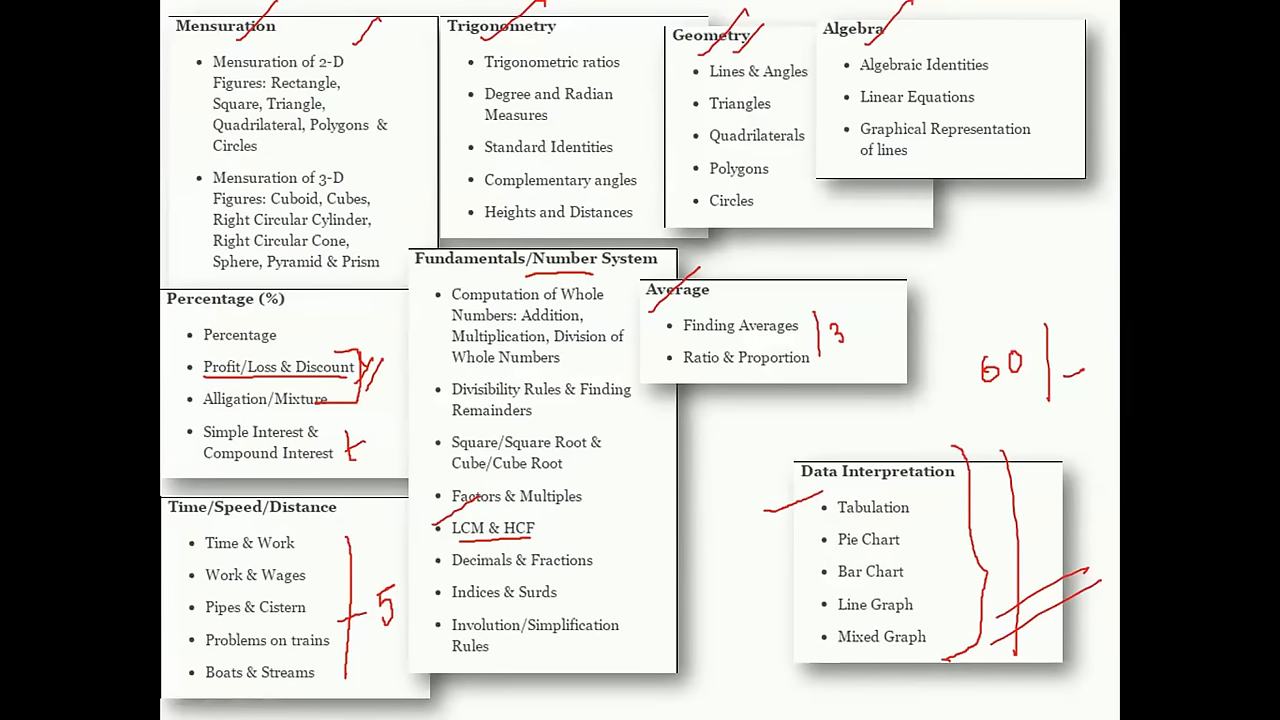 Mensuration
Mensuration of 2-D
Figures: Rectangle,
Square, Triangle,
Quadrilateral, Polygons &
Circles
Mensuration of 3-D
Figures: Cuboid, Cubes,
Right Circular Cylinder,
Right Circular Cone,
Sphere, Pyramid & Prism
Trigonometry
Trigonometric ratios
Degree and Radian
Measures
Standard Identities
Complementary angles
Heights and Distances
Geometry
Lines & Angles
Triangles
Quadrilaterals
Polygons
Circles
Algebra
Algebraic Identities
Linear Equations
Graphical Representation
of lines
Percentage (%)
Percentage
Profit/Loss & Discount
Alligation/Mixture
Simple Interest &
Compound Interest
Time/Speed/Distance
Time & Work
Work & Wages
Pipes & Cistern
Problems on trains
Boats & Streams
5
Fundamentals/Number System
Computation of Whole
Numbers: Addition,
Multiplication, Division of
Whole Numbers
Divisibility Rules & Finding
Remainders
Square/Square Root &
Cube/Cube Root
Factors & Multiples
LCM & HCF
Decimals & Fractions
Indices & Surds
Involution/Simplification
Rules
Average
Finding Averages
Ratio & Proportion
3
60
Data Interpretation
Tabulation
Pie Chart
Bar Chart
Line Graph
Mixed Graph